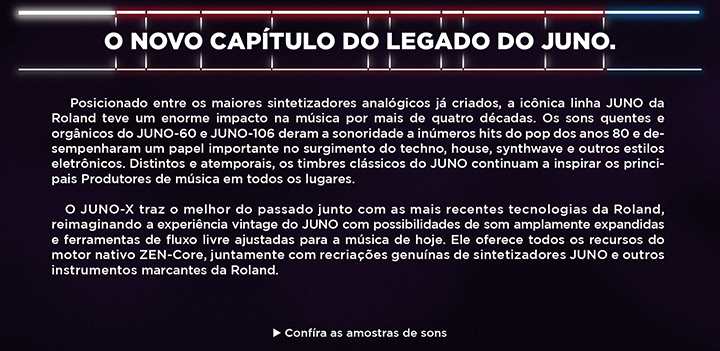 O NOVO CAPÍTULO DO LEGADO DO JUNO.
Posicionado entre os maiores sintetizadores analógicos já criados, a icônica linha JUNO da
Roland teve um enorme impacto na música por mais de quatro décadas. Os sons quentes e
orgânicos do JUNO-60 e JUNO-106 deram a sonoridade a inúmeros hits do pop dos anos 80 e de-
sempenharam um papel importante no surgimento do techno, house, synthwave e outros estilos
eletrônicos. Distintos e atemporais, os timbres clássicos do JUNO continuam a inspirar os princi-
pais Produtores de música em todos os lugares.
O JUNO-X traz o melhor do passado junto com as mais recentes tecnologias da Roland,
reimaginando a experiência vintage do JUNO com possibilidades de som amplamente expandidas
e ferramentas de fluxo livre ajustadas para a música de hoje. Ele oferece todos os recursos do
motor nativo ZEN-Core, juntamente com recriações genuínas de sintetizadores JUNO e outros
instrumentos marcantes da Roland.
▶ Confíra as amostras de sons